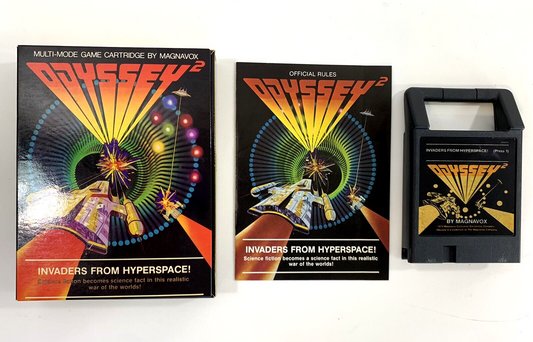 MULTI-MODE GAME CARTRIDGE BY MAGNAVOX
ODYSSEY²
INVADERS FROM HYPERSPACE!
Science fiction becomes a science fact in this realistic
war of the worlds!
OFFICIAL RULES
ODYSSEY²
INVADERS FROM HYPERSPACE!
Science fiction becomes a science fact in this realistic
war of the worlds!
INVADERS FROM HYPERSPACE! (Press 1)
ODYSSEY²
BY MAGNAVOX